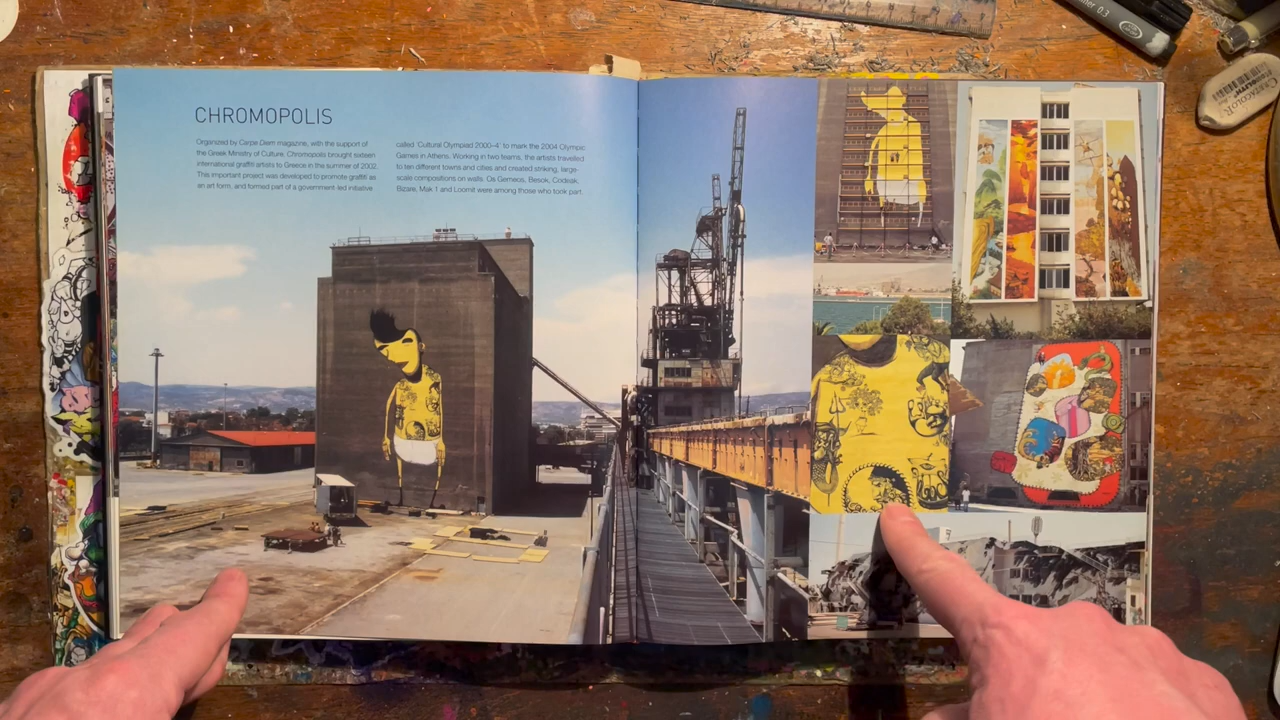 CHROMOPOLIS
Organized by Carpe Diem magazine, with the support of
the Greek Ministry of Culture, Chromopolis brought sixteen
international graffiti artists to Greece in the summer of 2002.
This important project was developed to promote graffiti as
an art form, and formed part of a government-led initiative
called 'Cultural Olympiad 2000–4' to mark the 2004 Olympic
Games in Athens. Working in two teams, the artists travelled
to ten different towns and cities and created striking, large-
scale compositions on walls. Os Gemeos, Besok, Codeak,
Bizare, Mak 1 and Loomit were among those who took part.
0.3